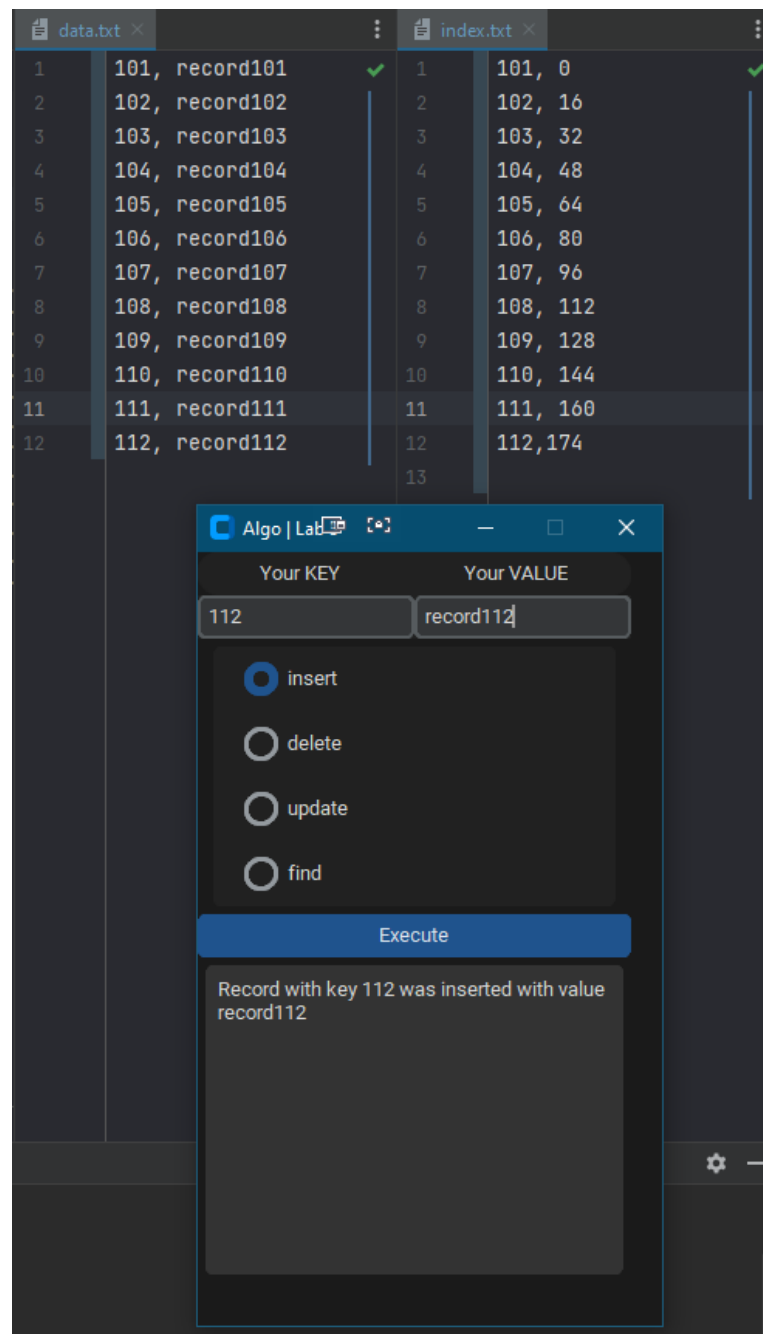 data.txt
1 101, record101
2 102, record102
3 103, record103
4 104, record104
5 105, record105
6 106, record106
7 107, record107
8 108, record108
9 109, record109
10 110, record110
11 111, record111
12 112, record112
index.txt
1 101, 0
2 102, 16
3 103, 32
4 104, 48
5 105, 64
6 106, 80
7 107, 96
8 108, 112
9 109, 128
10 110, 144
11 111, 160
12 112,174
13
Algo | Lab
Your KEY Your VALUE
112 record112
insert
delete
update
find
Execute
Record with key 112 was inserted with value
record112